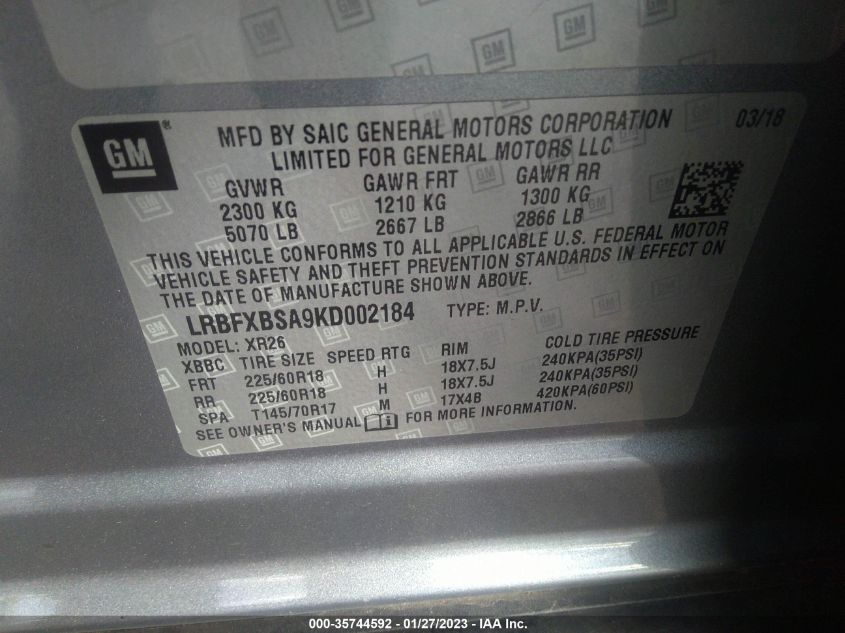 GM ®
MFD BY SAIC GENERAL MOTORS CORPORATION 03/18
LIMITED FOR GENERAL MOTORS LLC
GVWR GAWR FRT GAWR RR
2300 KG 1210 KG 1300 KG
5070 LB 2667 LB 2866 LB
THIS VEHICLE CONFORMS TO ALL APPLICABLE U.S. FEDERAL MOTOR
VEHICLE SAFETY AND THEFT PREVENTION STANDARDS IN EFFECT ON
THE DATE OF MANUFACTURE SHOWN ABOVE.
LRBFXBSA9KD002184 TYPE: M.P.V.
MODEL: XR26
XBBC TIRE SIZE SPEED RTG RIM COLD TIRE PRESSURE
FRT 225/60R18 H 18X7.5J 240KPA(35PSI)
RR 225/60R18 H 18X7.5J 240KPA(35PSI)
SPA T145/70R17 M 17X4B 420KPA(60PSI)
SEE OWNER'S MANUAL FOR MORE INFORMATION.
000-35744592 - 01/27/2023 - IAA Inc.